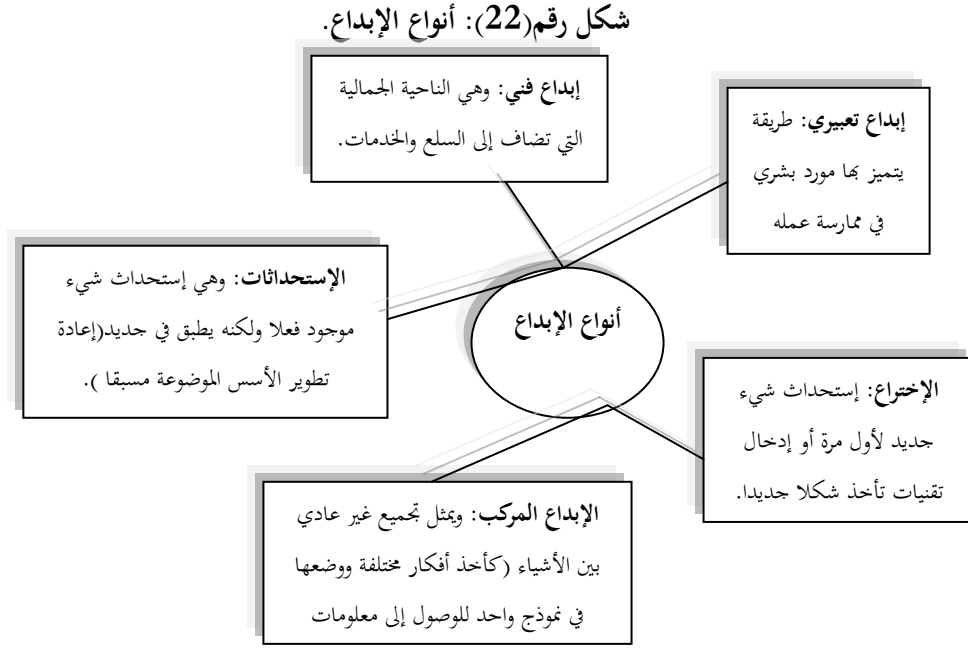 شكل رقم(22): أنواع الإبداع.
إبداع فني: وهي الناحية الجمالية
التي تضاف إلى السلع والخدمات.
إبداع تعبيري: طريقة
يتميز بها مورد بشري
في ممارسة عمله
الإستحداثات: وهي إستحداث شيء
موجود فعلا ولكنه يطبق في جديد(إعادة
تطوير الأسس الموضوعة مسبقا ).
أنواع الإبداع
الإختراع: إستحداث شيء
جديد لأول مرة أو إدخال
تقنيات تأخذ شكلا جديدا.
الإبداع المركب: ويمثل تجميع غير عادي
بين الأشياء (كأخذ أفكار مختلفة ووضعها
في نموذج واحد للوصول إلى معلومات